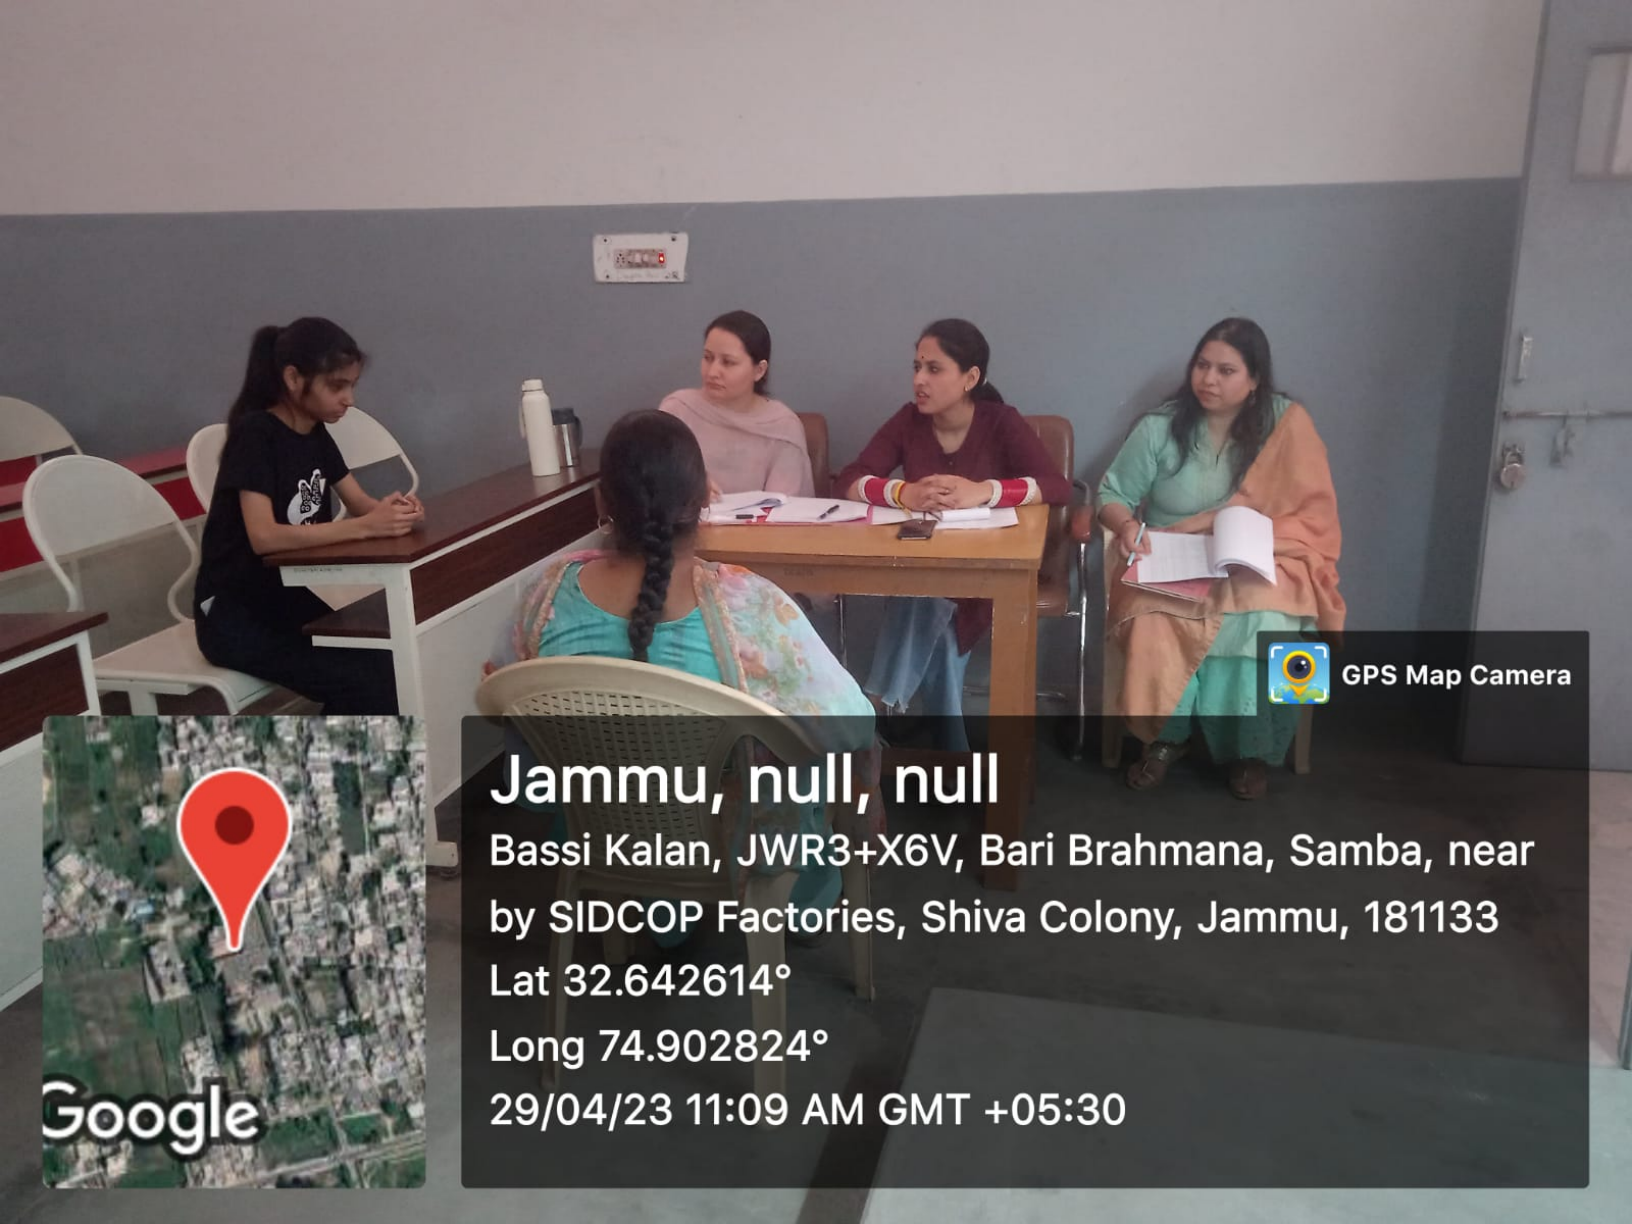 GPS Map Camera
Jammu, null, null
Bassi Kalan, JWR3+X6V, Bari Brahmana, Samba, near
by SIDCOP Factories, Shiva Colony, Jammu, 181133
Lat 32.642614°
Long 74.902824°
29/04/23 11:09 AM GMT +05:30
Google